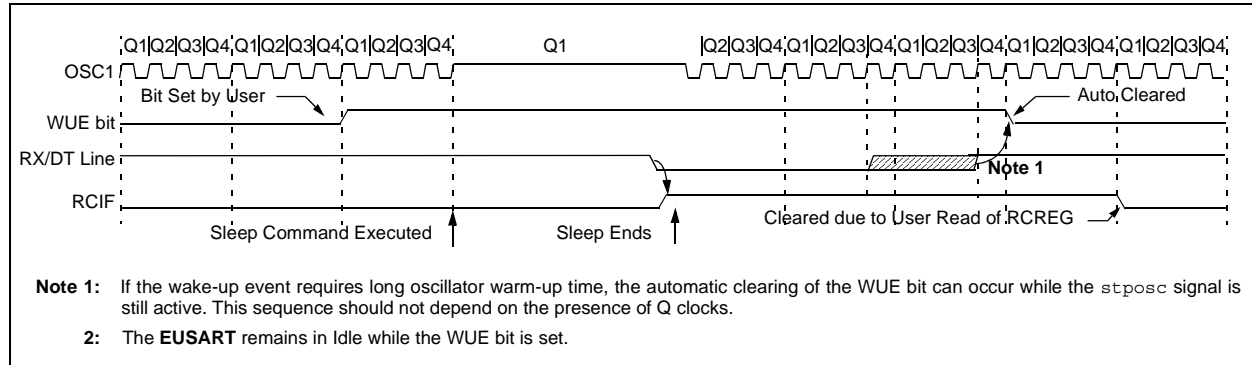 Q1|Q2|Q3|Q4|Q1|Q2|Q3|Q4|Q1|Q2|Q3|Q4 Q1 Q2|Q3|Q4|Q1|Q2|Q3|Q4|Q1|Q2|Q3|Q4|Q1|Q2|Q3|Q4|Q1|Q2|Q3|Q4
OSC1
Bit Set by User Auto Cleared
WUE bit
RX/DT Line
Note 1
RCIF
Cleared due to User Read of RCREG
Sleep Command Executed Sleep Ends
Note 1: If the wake-up event requires long oscillator warm-up time, the automatic clearing of the WUE bit can occur while the stposc signal is
still active. This sequence should not depend on the presence of Q clocks.
2: The EUSART remains in Idle while the WUE bit is set.